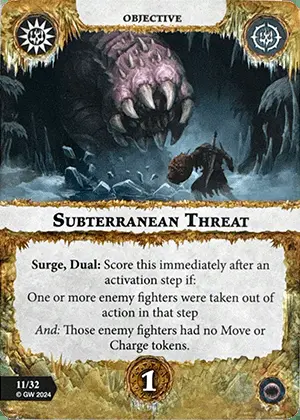 OBJECTIVE
SUBTERRANEAN THREAT
Surge, Dual: Score this immediately after an
activation step if:
One or more enemy fighters were taken out of
action in that step
And: Those enemy fighters had no Move or
Charge tokens.
1
11/32
© GW 2024